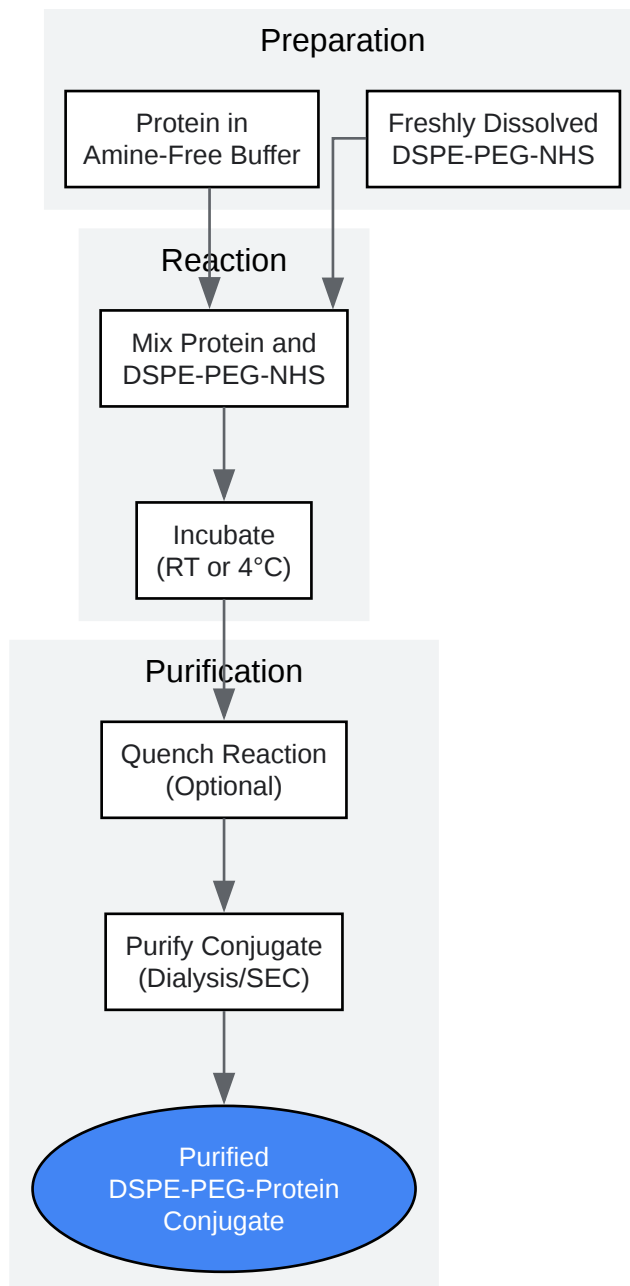 Preparation
Protein in
Amine-Free Buffer
Freshly Dissolved
DSPE-PEG-NHS
Reaction
Mix Protein and
DSPE-PEG-NHS
Incubate
(RT or 4°C)
Purification
Quench Reaction
(Optional)
Purify Conjugate
(Dialysis/SEC)
Purified
DSPE-PEG-Protein
Conjugate